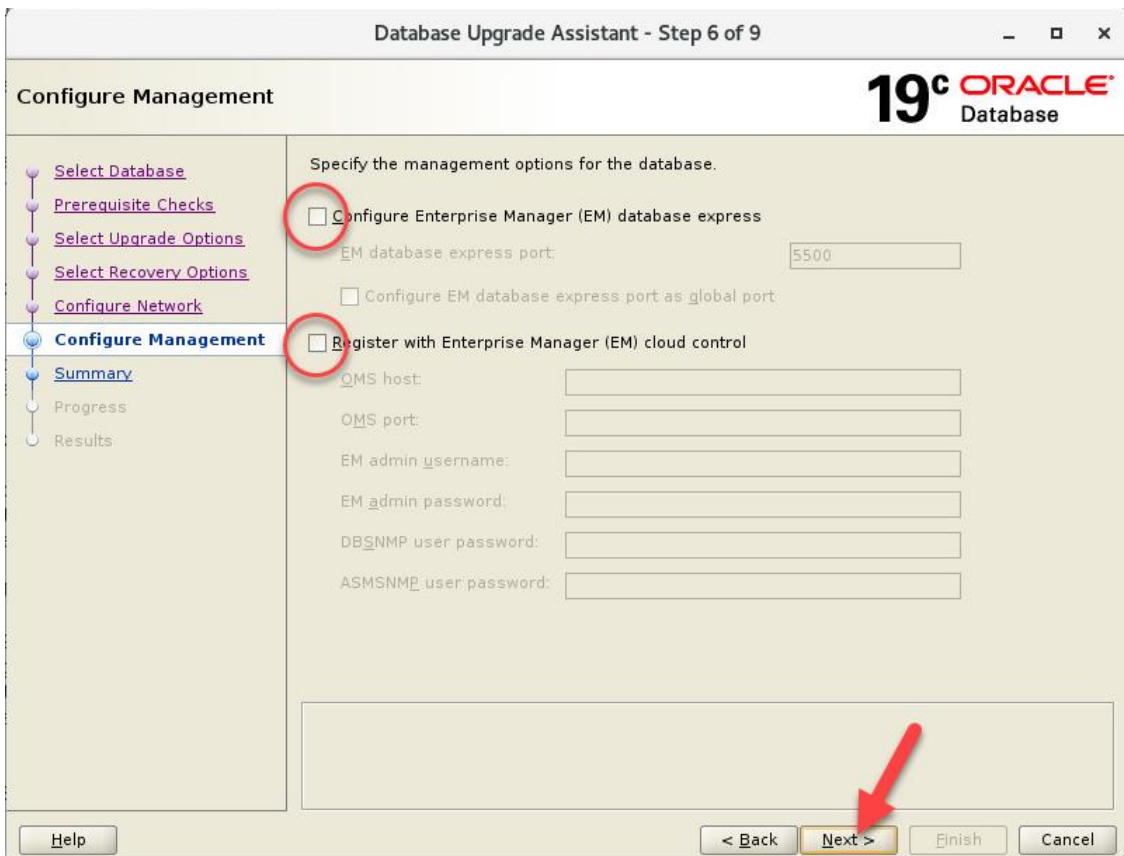 Database Upgrade Assistant - Step 6 of 9
Configure Management
19c ORACLE
Database
Select Database
Prerequisite Checks
Select Upgrade Options
Select Recovery Options
Configure Network
Configure Management
Summary
Progress
Results
Specify the management options for the database.
Configure Enterprise Manager (EM) database express
EM database express port: 5500
Configure EM database express port as global port
Register with Enterprise Manager (EM) cloud control
OMS host:
OMS port:
EM admin username:
EM admin password:
DBSNMP user password:
ASMSNMP user password:
Help < Back Next > Finish Cancel